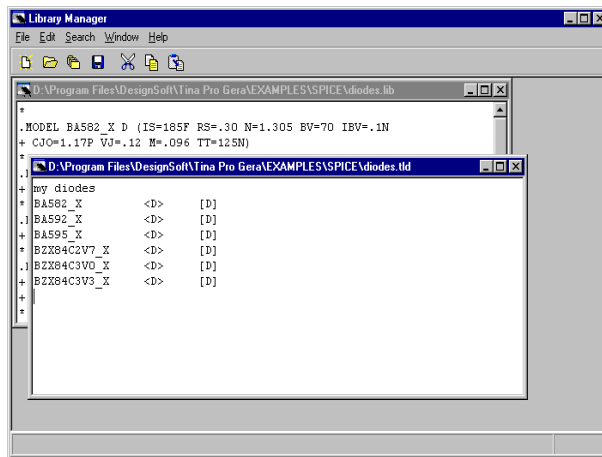 Library Manager
File Edit Search Window Help
D:\Program Files\DesignSoft\Tina Pro Gera\EXAMPLES\SPICE\diodes.lib
*
.MODEL BA582_X D (IS=185F RS=.30 N=1.305 BV=70 IBV=.1N
+ CJO=1.17P VJ=.12 M=.096 TT=125N)
*
D:\Program Files\DesignSoft\Tina Pro Gera\EXAMPLES\SPICE\diodes.tld
+ my diodes
* BA582_X <D> [D]
BA592_X <D> [D]
+ BA595_X <D> [D]
* BZX84C2V7_X <D> [D]
BZX84C3V0_X <D> [D]
+ BZX84C3V3_X <D> [D]
+
*